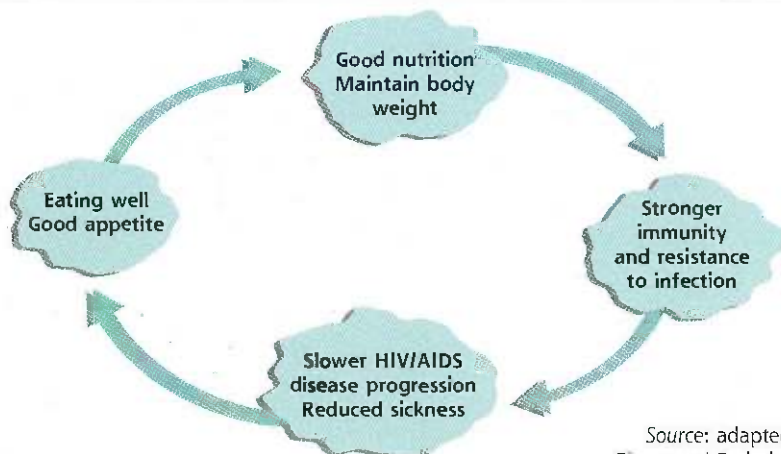 Good nutrition
Maintain body
weight
Eating well
Good appetite
Stronger
immunity
and resistance
to infection
Slower HIV/AIDS
disease progression
Reduced sickness
Source: adapte